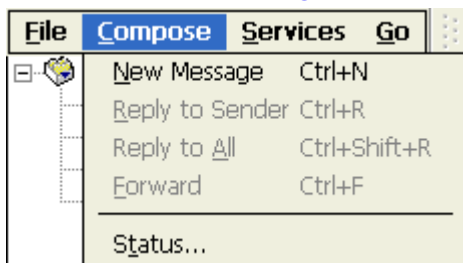 File Compose Services Go
New Message Ctrl+N
Reply to Sender Ctrl+R
Reply to All Ctrl+Shift+R
Forward Ctrl+F
Status...